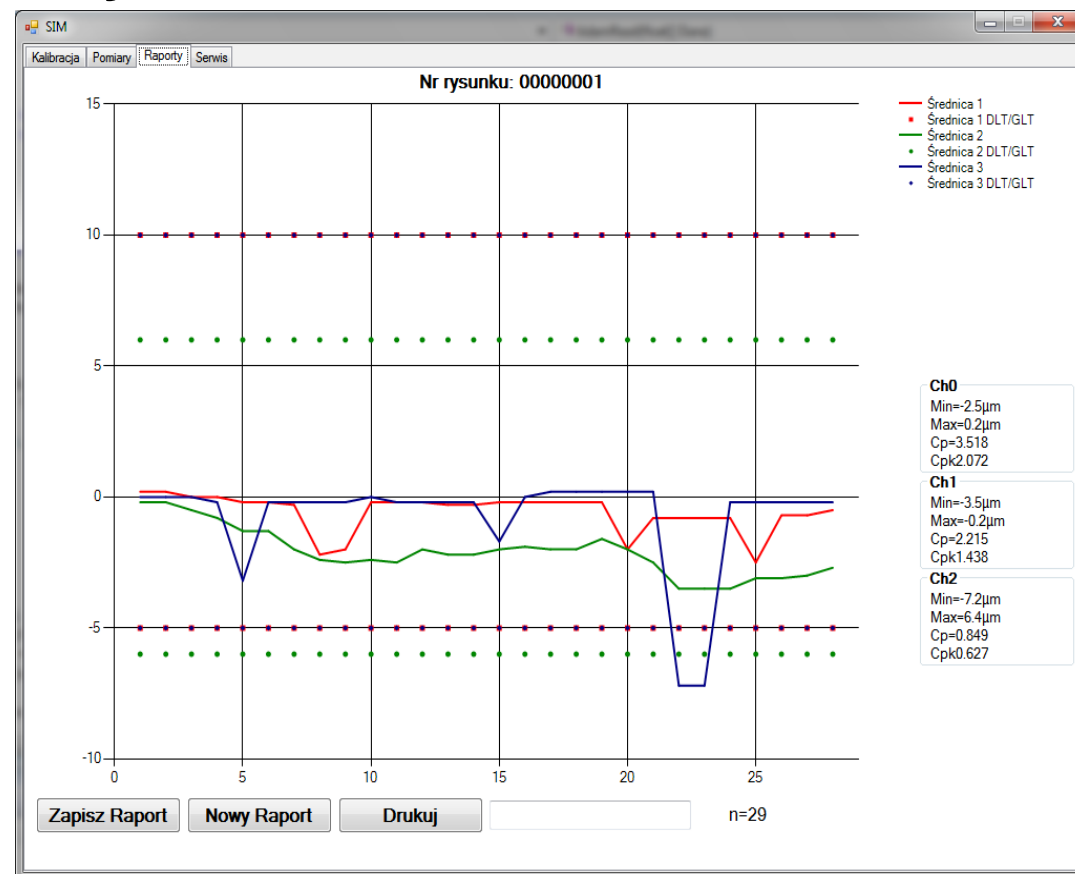 SIM
Kalibracja Pomiary Raporty Serwis
Nr rysunku: 00000001
15
10
5
0
-5
-10
0 5 10 15 20 25
Średnica 1
Średnica 1 DLT/GLT
Średnica 2
Średnica 2 DLT/GLT
Średnica 3
Średnica 3 DLT/GLT
Ch0
Min=-2.5µm
Max=0.2µm
Cp=3.518
Cpk2.072
Ch1
Min=-3.5µm
Max=-0.2µm
Cp=2.215
Cpk1.438
Ch2
Min=-7.2µm
Max=6.4µm
Cp=0.849
Cpk0.627
Zapisz Raport Nowy Raport Drukuj n=29